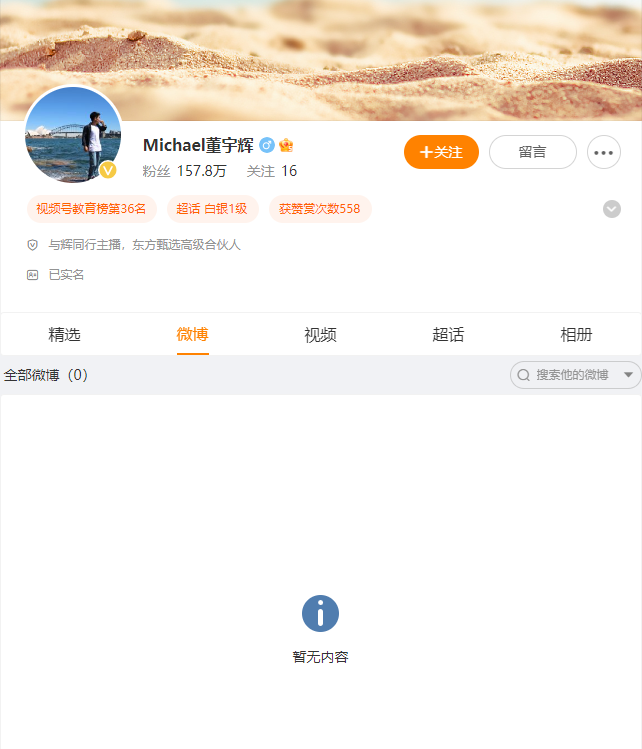 Michael董宇辉
粉丝 157.8万 关注 16
+关注
留言
视频号教育榜第36名 超话 白银1级 获赞赏次数558
与辉同行主播，东方甄选高级合伙人
已实名
精选 微博 视频 超话 相册
全部微博（0）
搜索他的微博
暂无内容